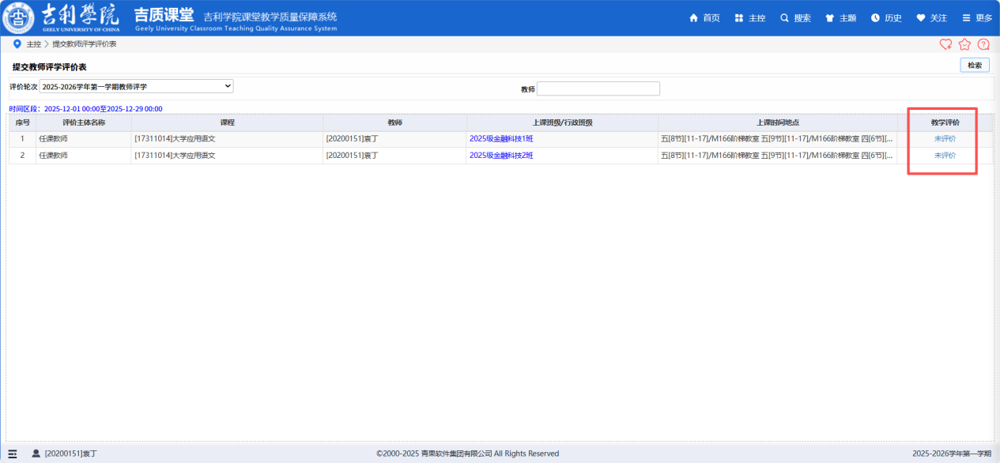 吉利學院 吉质课堂 吉利学院课堂教学质量保障系统 首页 主控 搜索 主题 历史 关注 更多
GEELY UNIVERSITY OF CHINA Geely University Classroom Teaching Quality Assurance System
主控 > 提交教师评学评价表
提交教师评学评价表 检索
评价轮次 2025-2026学年第一学期教师评学 教师
时间区段：2025-12-01 00:00至2025-12-29 00:00
序号 评价主体名称 课程 教师 上课班级/行政班级 上课时间地点 教学评价
1 任课教师 [17311014]大学应用语文 [20200151]袁丁 2025级金融科技1班 五[8节][11-17]/M166阶梯教室 五[9节][11-17]/M166阶梯教室 四[6节][... 未评价
2 任课教师 [17311014]大学应用语文 [20200151]袁丁 2025级金融科技2班 五[8节][11-17]/M166阶梯教室 五[9节][11-17]/M166阶梯教室 四[6节][... 未评价
[20200151]袁丁 ©2000-2025 青果软件集团有限公司 All Rights Reserved 2025-2026学年第一学期